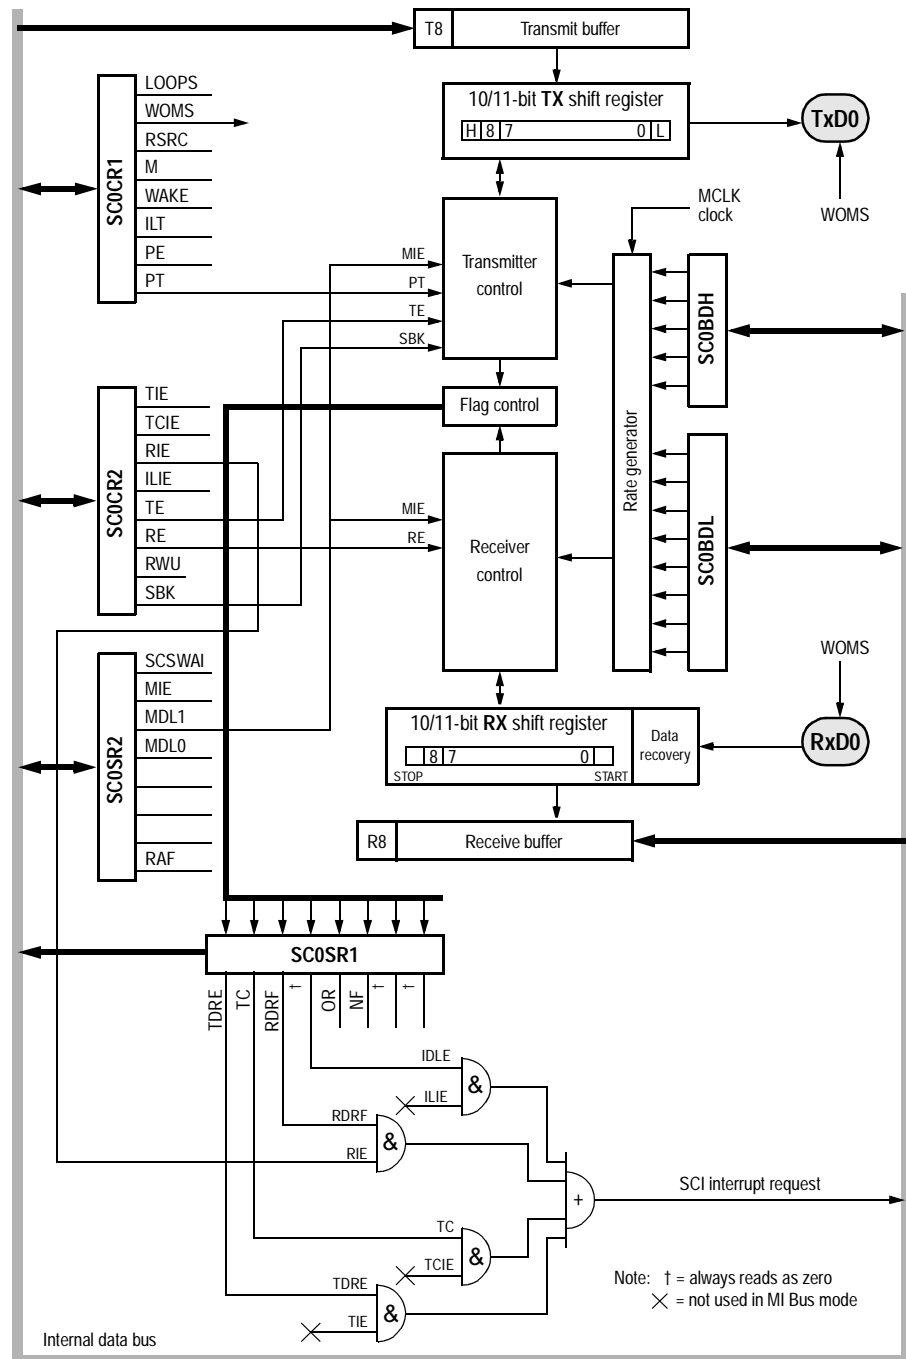 T8 Transmit buffer
10/11-bit TX shift register
H 8 7 0 L
TxD0
WOMS
MCLK
clock
SC0CR1
LOOPS
WOMS
RSRC
M
WAKE
ILT
PE
PT
MIE
PT
TE
SBK
Transmitter
control
Rate generator
SC0BDH
Flag control
SC0CR2
TIE
TCIE
RIE
ILIE
TE
RE
RWU
SBK
MIE
RE
Receiver
control
SC0BDL
SC0SR2
SCSWAI
MIE
MDL1
MDL0
RAF
10/11-bit RX shift register
8 7 0
STOP START
Data
recovery
WOMS
RxD0
R8 Receive buffer
SC0SR1
TDRE
TC
RDRF
†
OR
NF
†
†
IDLE
ILIE
&
RDRF
RIE
&
TC
TCIE
&
TDRE
TIE
&
+
SCI interrupt request
Note: † = always reads as zero
= not used in MI Bus mode
Internal data bus